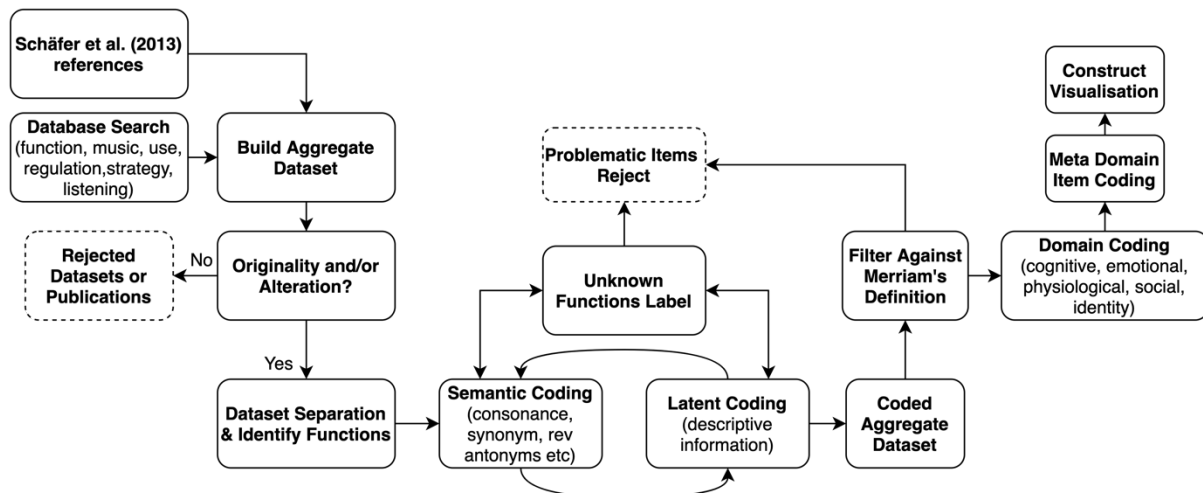 Schäfer et al. (2013)
references
Database Search
(function, music, use,
regulation,strategy,
listening)
Build Aggregate
Dataset
Rejected
Datasets or
Publications
No
Originality and/or
Alteration?
Yes
Dataset Separation
& Identify Functions
Semantic Coding
(consonance,
synonym, rev
antonyms etc)
Problematic Items
Reject
Unknown
Functions Label
Latent Coding
(descriptive
information)
Coded
Aggregate
Dataset
Filter Against
Merriam's
Definition
Construct
Visualisation
Meta Domain
Item Coding
Domain Coding
(cognitive, emotional,
physiological, social,
identity)